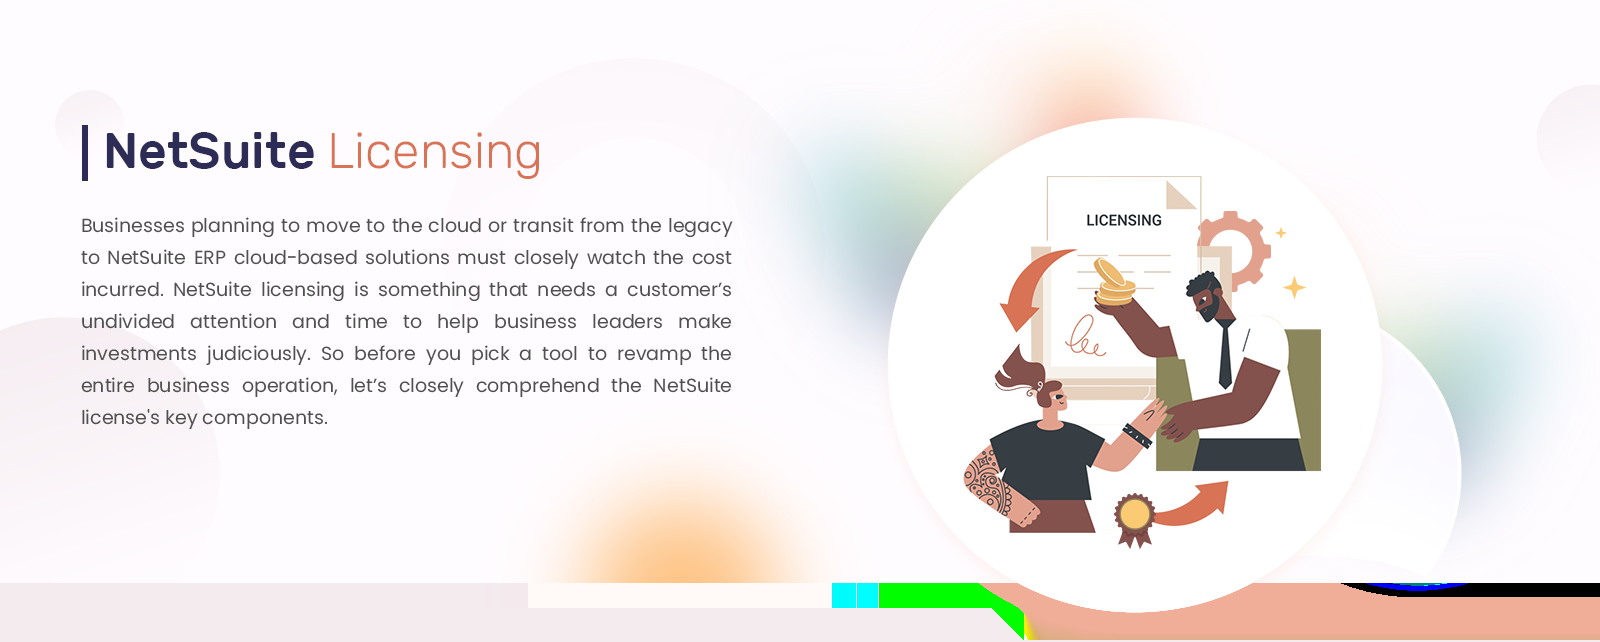 NetSuite Licensing
Businesses planning to move to the cloud or transit from the legacy
to NetSuite ERP cloud-based solutions must closely watch the cost
incurred. NetSuite licensing is something that needs a customer’s
undivided attention and time to help business leaders make
investments judiciously. So before you pick a tool to revamp the
entire business operation, let’s closely comprehend the NetSuite
license's key components.
LICENSING